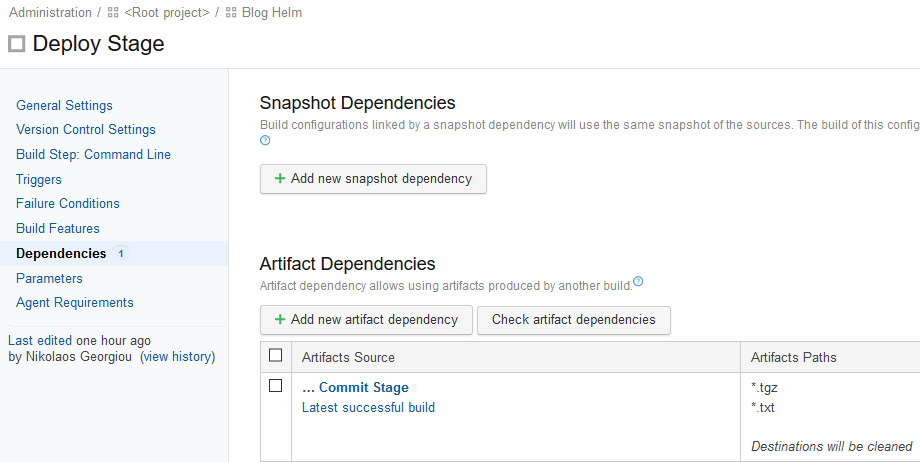 Administration / <Root project> / Blog Helm
Deploy Stage
General Settings
Version Control Settings
Build Step: Command Line
Triggers
Failure Conditions
Build Features
Dependencies 1
Parameters
Agent Requirements
Last edited one hour ago
by Nikolaos Georgiou (view history)
Snapshot Dependencies
Build configurations linked by a snapshot dependency will use the same snapshot of the sources. The build of this config
?
+ Add new snapshot dependency
Artifact Dependencies
Artifact dependency allows using artifacts produced by another build. ?
+ Add new artifact dependency Check artifact dependencies
Artifacts Source Artifacts Paths
... Commit Stage *.tgz
Latest successful build *.txt
Destinations will be cleaned